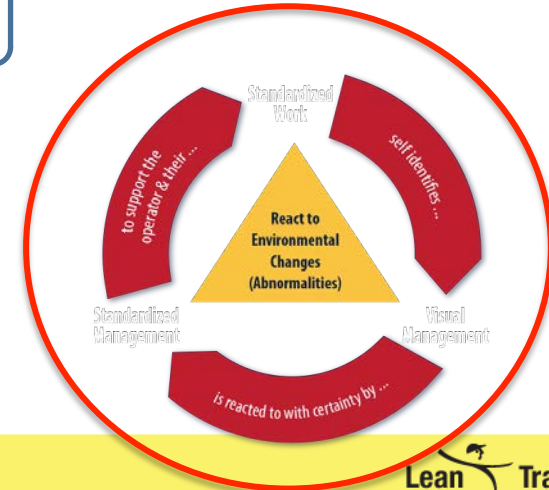 Standardized
Work
self identifies ...
Visual
Management
is reacted to with certainty by ...
Standardized
Management
to support the
operator & their ...
React to
Environmental
Changes
(Abnormalities)
Lean